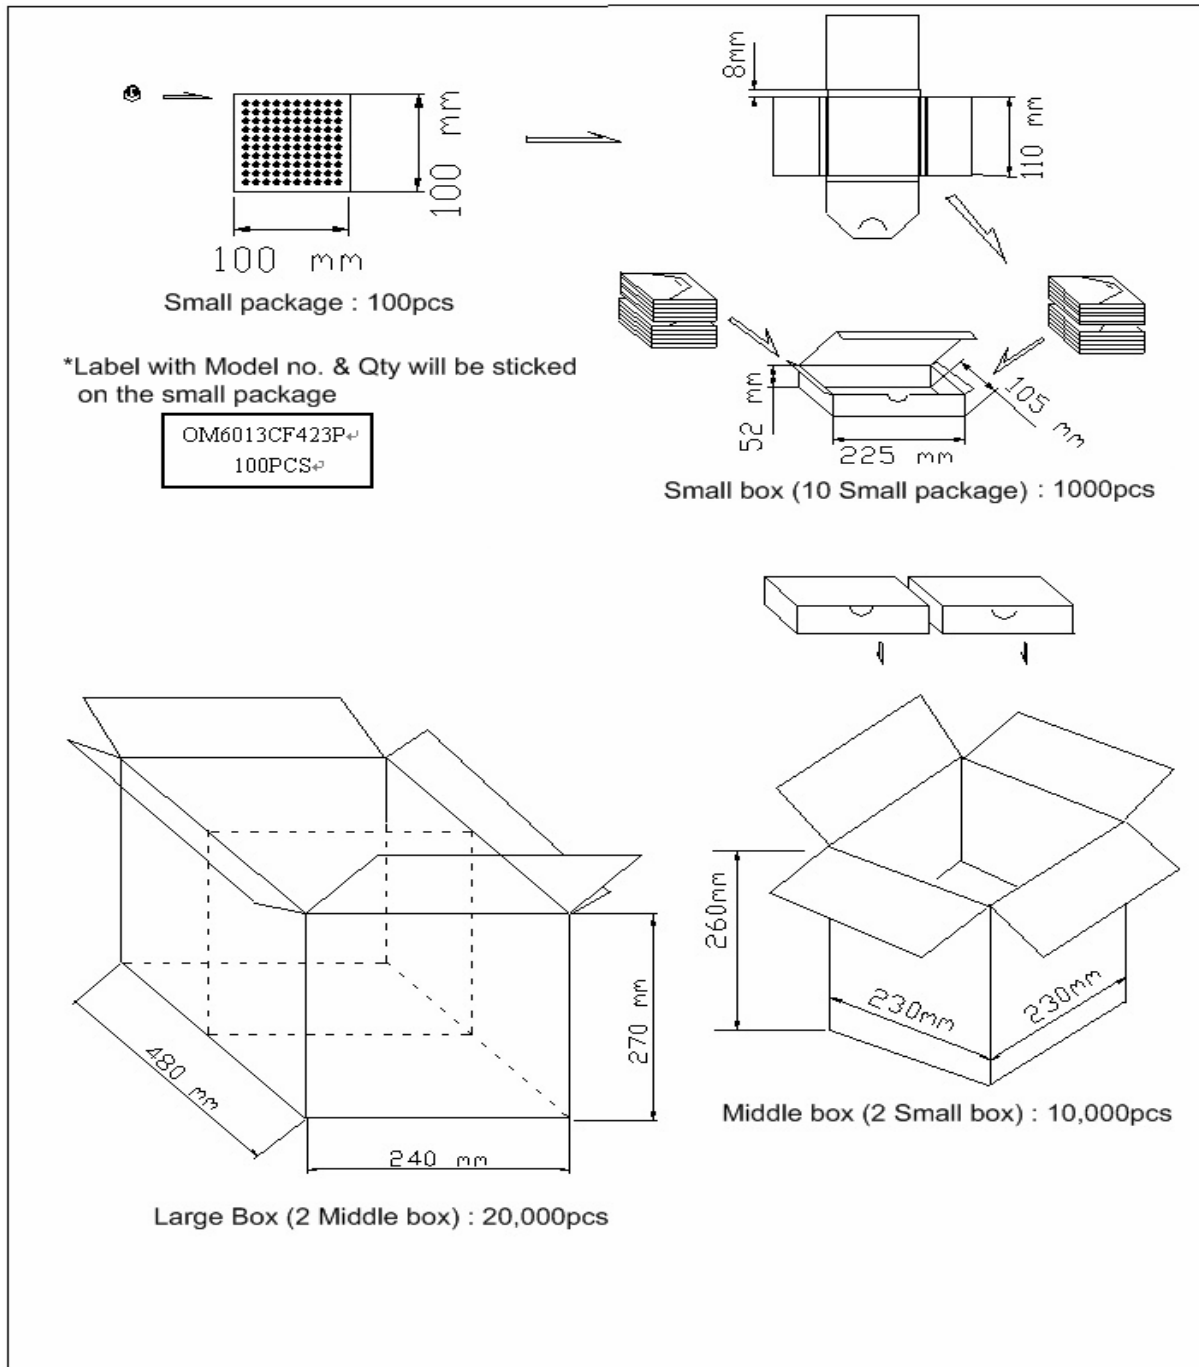 8mm
110 mm
100 mm
100 mm
Small package : 100pcs
*Label with Model no. & Qty will be sticked
on the small package
OM6013CF423P↵
100PCS↵
52 mm
105 mm
225 mm
Small box (10 Small package) : 1000pcs
260mm
230mm
230mm
Middle box (2 Small box) : 10,000pcs
480 mm
270 mm
240 mm
Large Box (2 Middle box) : 20,000pcs